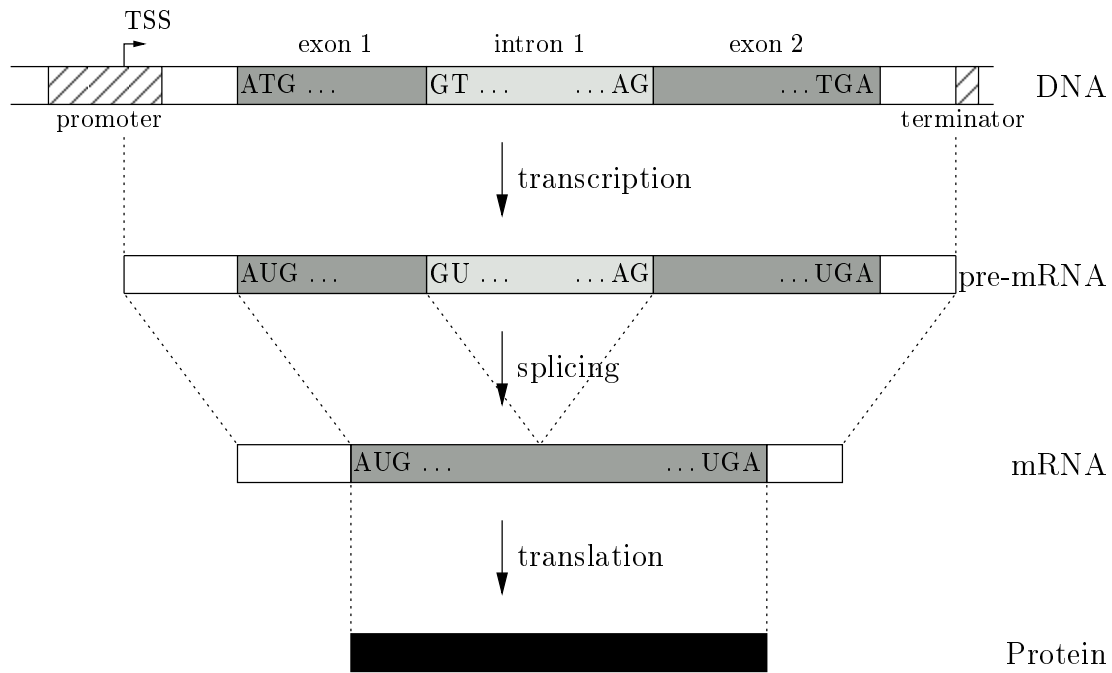 TSS
exon 1 intron 1 exon 2
ATG ... GT ... ... AG ... TGA DNA
promoter terminator
transcription
AUG ... GU ... ... AG ... UGA pre-mRNA
splicing
AUG ... ... UGA mRNA
translation
Protein